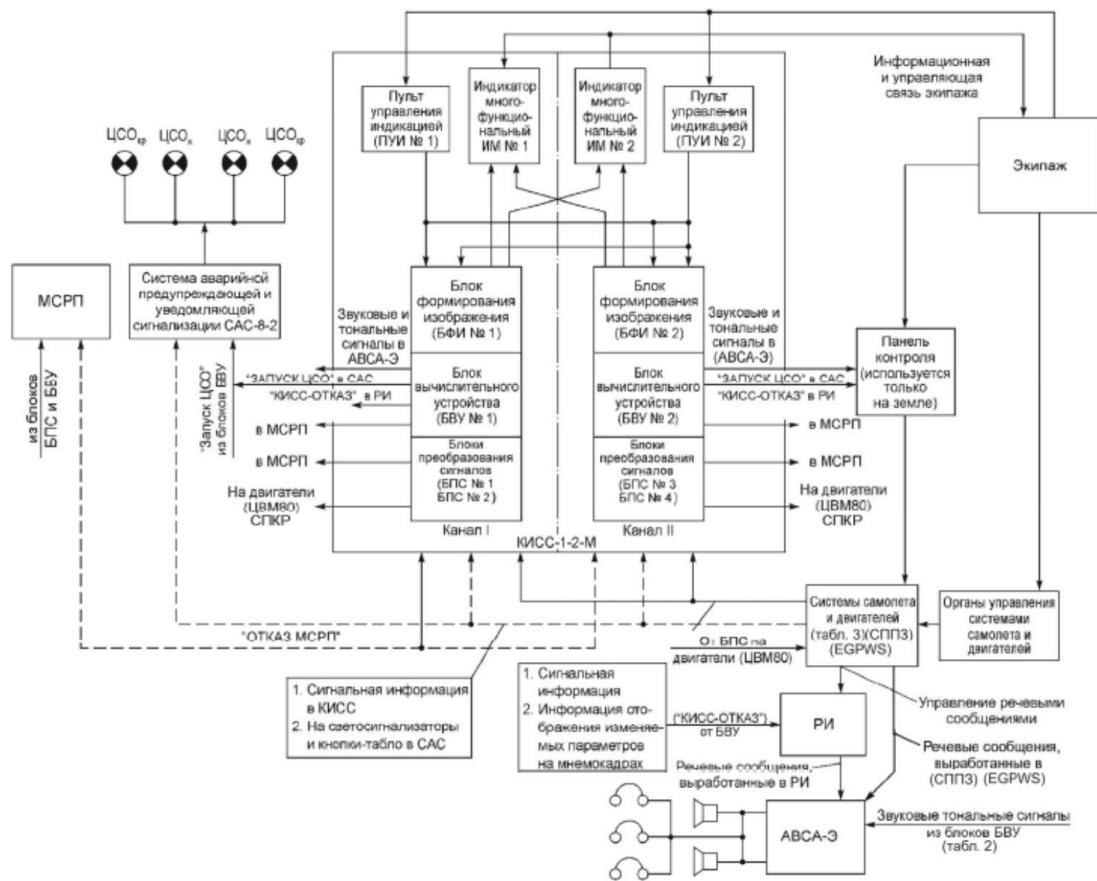 Информационная
и управляющая
связь экипажа
Экипаж
Пульт
управления
индикацией
(ПУИ № 1)
Индикатор
много-
функцио-
нальный
ИМ № 1
Индикатор
много-
функцио-
нальный
ИМ № 2
Пульт
управления
индикацией
(ПУИ № 2)
ЦСОкр
ЦСОж
ЦСОж
ЦСОкр
МСРП
Система аварийной
предупреждающей и
уведомляющей
сигнализации САС-8-2
из блоков
БПС и БВУ
"Запуск ЦСО"
из блоков БВУ
Звуковые и
тональные
сигналы в
АВСА-Э
"ЗАПУСК ЦСО" в САС
"КИСС-ОТКАЗ" в РИ
в МСРП
в МСРП
На двигатели
(ЦВМ80)
СПКР
Блок
формирования
изображения
(БФИ № 1)
Блок
вычислительного
устройства
(БВУ № 1)
Блоки
преобразования
сигналов
(БПС № 1
БПС № 2)
Канал I
Блок
формирования
изображения
(БФИ № 2)
Блок
вычислительного
устройства
(БВУ № 2)
Блоки
преобразования
сигналов
(БПС № 3
БПС № 4)
Канал II
КИСС-1-2-М
Звуковые и
тональные
сигналы в
(АВСА-Э)
"ЗАПУСК ЦСО" в САС
"КИСС-ОТКАЗ" в РИ
в МСРП
в МСРП
На двигатели
(ЦВМ80)
СПКР
Панель
контроля
(используется
только
на земле)
"ОТКАЗ МСРП"
Системы самолета
и двигателей
(табл. 3)(СППЗ)
(EGPWS)
Органы управления
системами
самолета и
двигателей
От БПС на
двигатели (ЦВМ80)
1. Сигнальная информация
в КИСС
2. На светосигнализаторы
и кнопки-табло в САС
1. Сигнальная
информация
2. Информация ото-
бражения изменяе-
мых параметров
на мнемокадрах
("КИСС-ОТКАЗ")
от БВУ
РИ
Управление речевыми
сообщениями
Речевые сообщения,
выработанные в РИ
Речевые сообщения,
выработанные в
(СППЗ) (EGPWS)
АВСА-Э
Звуковые тональные сигналы
из блоков БВУ
(табл. 2)